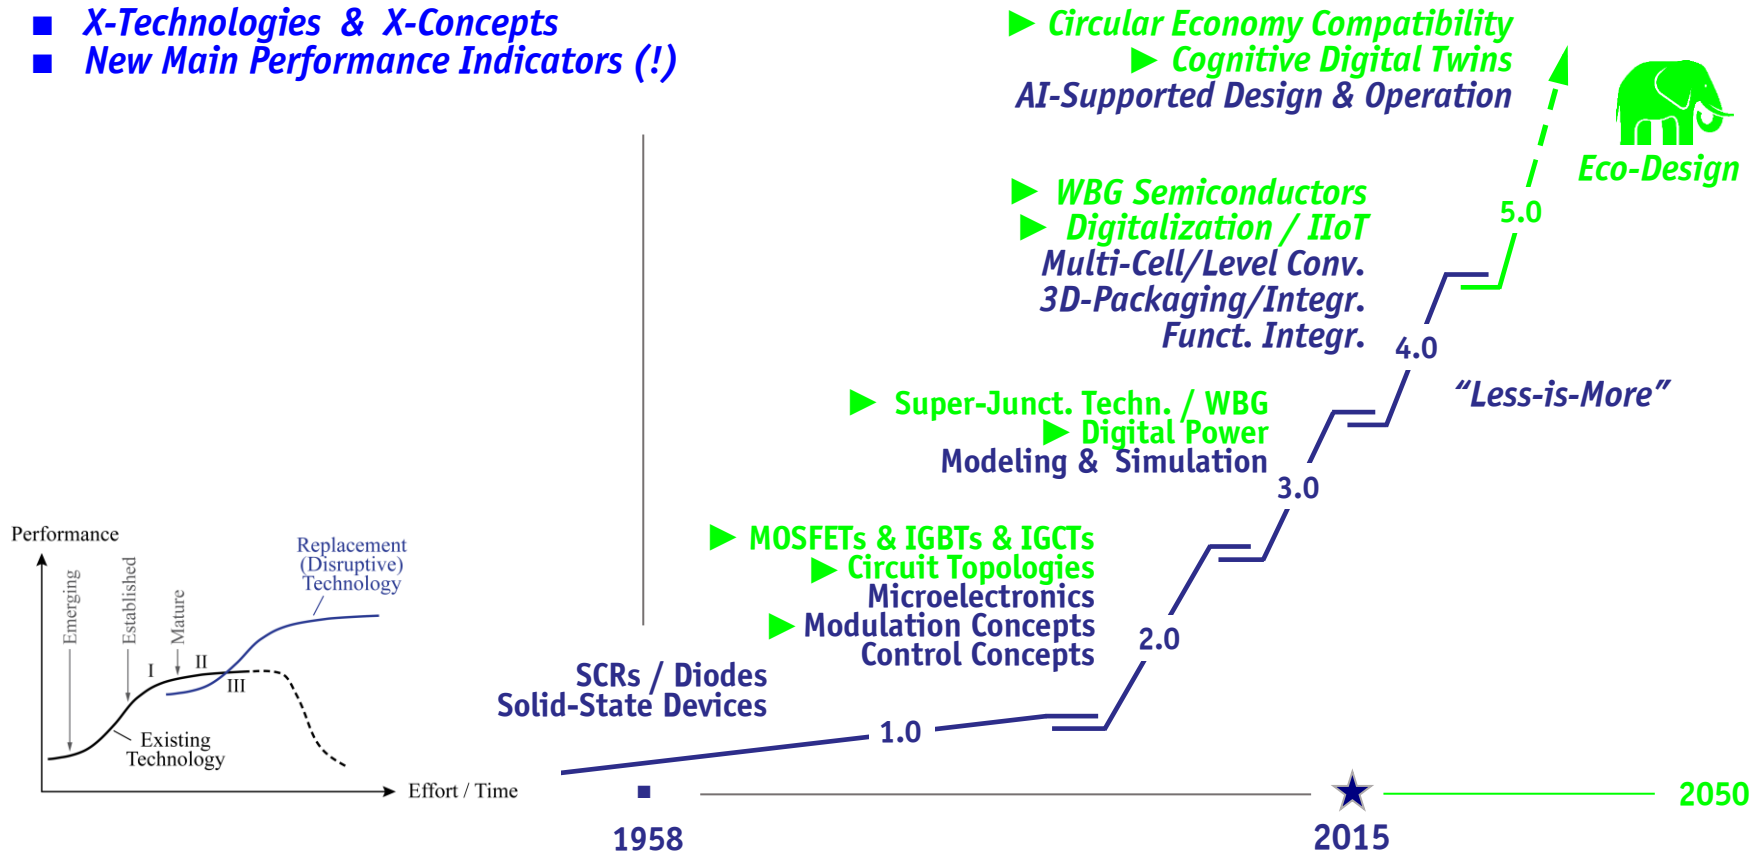 X-Technologies & X-Concepts
New Main Performance Indicators (!)
Circular Economy Compatibility
Cognitive Digital Twins
AI-Supported Design & Operation
Eco-Design
WBG Semiconductors
Digitalization / IIoT
Multi-Cell/Level Conv.
3D-Packaging/Integr.
Funct. Integr.
5.0
4.0
“Less-is-More”
Super-Junct. Techn. / WBG
Digital Power
Modeling & Simulation
3.0
MOSFETs & IGBTs & IGCTs
Circuit Topologies
Microelectronics
Modulation Concepts
Control Concepts
2.0
SCRs / Diodes
Solid-State Devices
1.0
Performance
Emerging
Established
Mature
Replacement
(Disruptive)
Technology
I
II
III
Existing
Technology
Effort / Time
1958
2015
2050